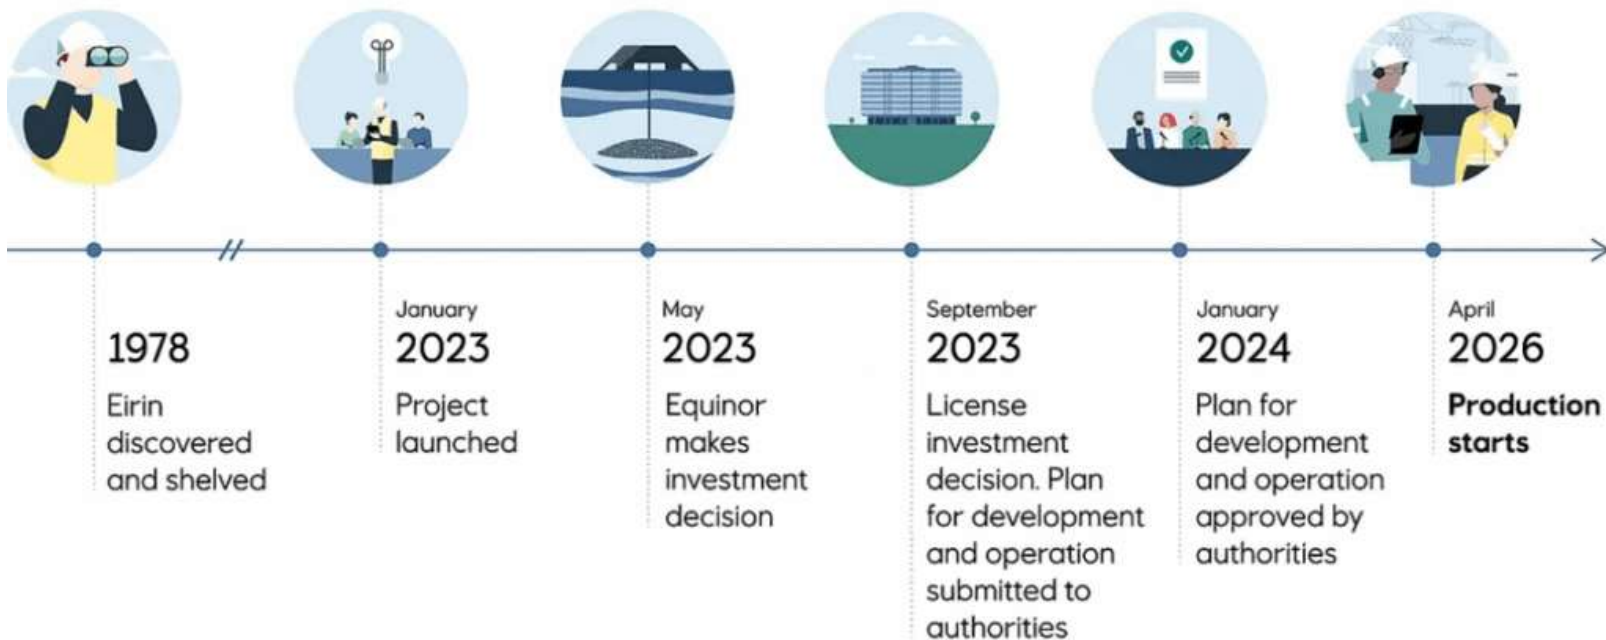 1978
Eirin
discovered
and shelved
January
2023
Project
launched
May
2023
Equinor
makes
investment
decision
September
2023
License
investment
decision. Plan
for development
and operation
submitted to
authorities
January
2024
Plan for
development
and operation
approved by
authorities
April
2026
Production
starts